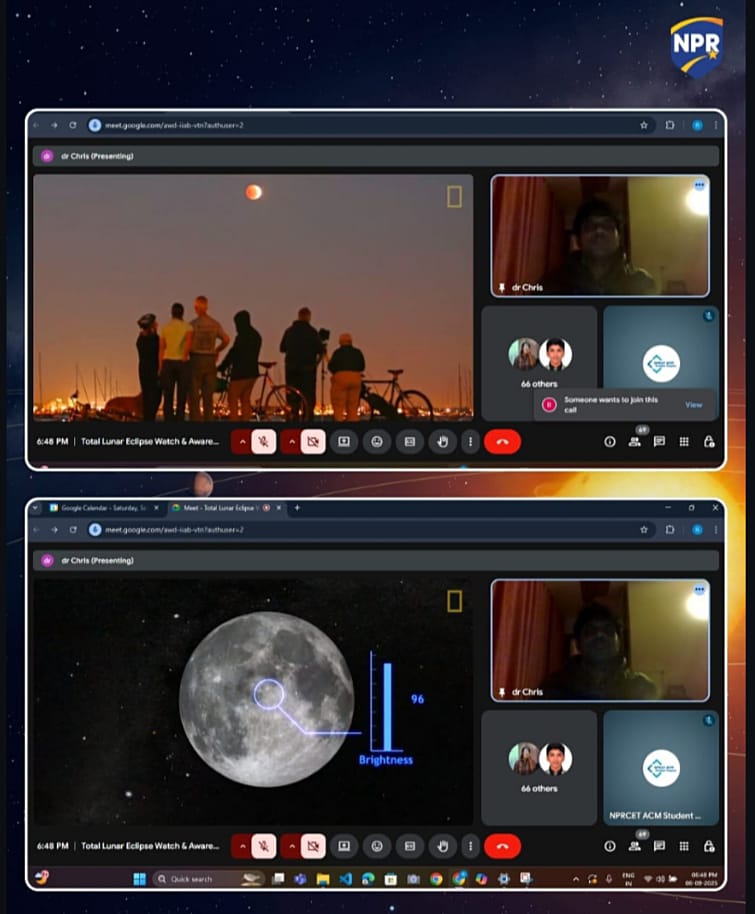 NPR
meet.google.com/awd-iiab-vtn?authuser=2
dr
dr Chris (Presenting)
dr Chris
66 others
Someone wants to join this
call
View
69
6:48 PM | Total Lunar Eclipse Watch & Aware...
Google Calendar - Saturday, Se
Meet - Total Lunar Eclipse
meet.google.com/awd-iiab-vtn?authuser=2
dr
dr Chris (Presenting)
96
Brightness
dr Chris
66 others
NPRCET ACM Student ...
69
6:48 PM | Total Lunar Eclipse Watch & Aware...
Quick search
ENG
IN
06:48 PM
06-09-2025